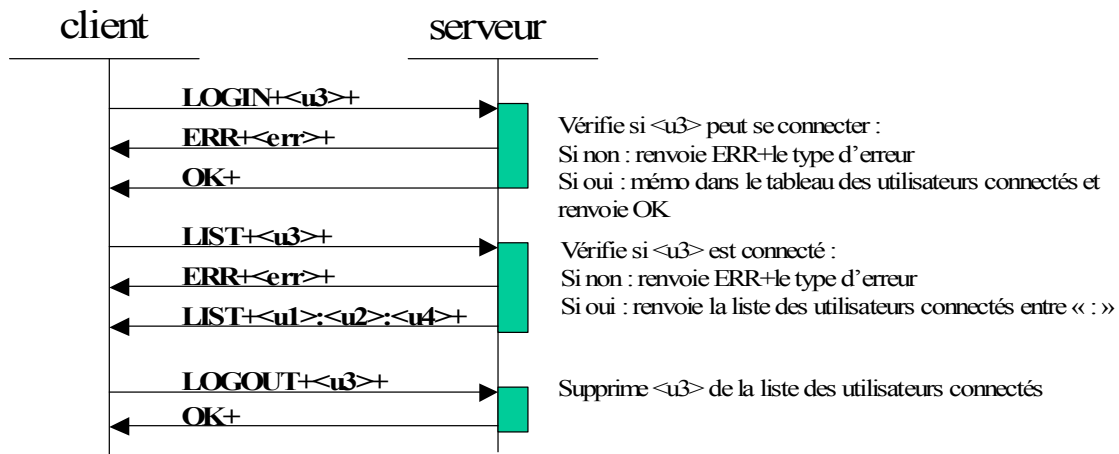 client
serveur
LOGIN+<u3>+
ERR+<err>+
OK+
Vérifie si <u3> peut se connecter :
Si non : renvoie ERR+le type d'erreur
Si oui : mémo dans le tableau des utilisateurs connectés et
renvoie OK
LIST+<u3>+
ERR+<err>+
LIST+<u1>:<u2>:<u4>+
Vérifie si <u3> est connecté :
Si non : renvoie ERR+le type d'erreur
Si oui : renvoie la liste des utilisateurs connectés entre « : »
LOGOUT+<u3>+
OK+
Supprime <u3> de la liste des utilisateurs connectés